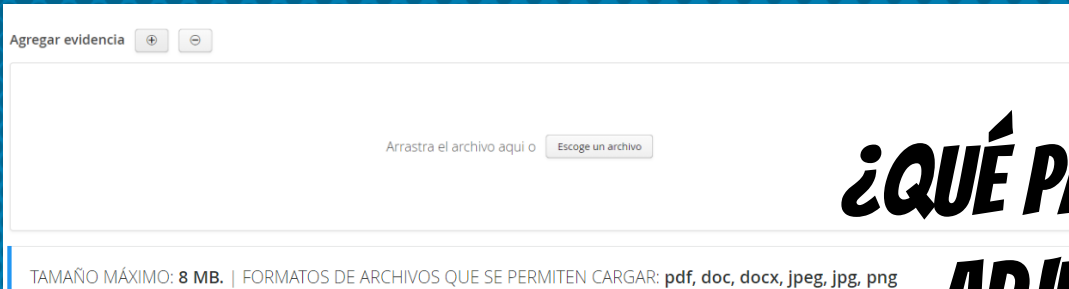 Agregar evidencia
Arrastra el archivo aqui o Escoge un archivo
¿QUÉ
TAMAÑO MÁXIMO: 8 MB. | FORMATOS DE ARCHIVOS QUE SE PERMITEN CARGAR: pdf, doc, docx, jpeg, jpg, png